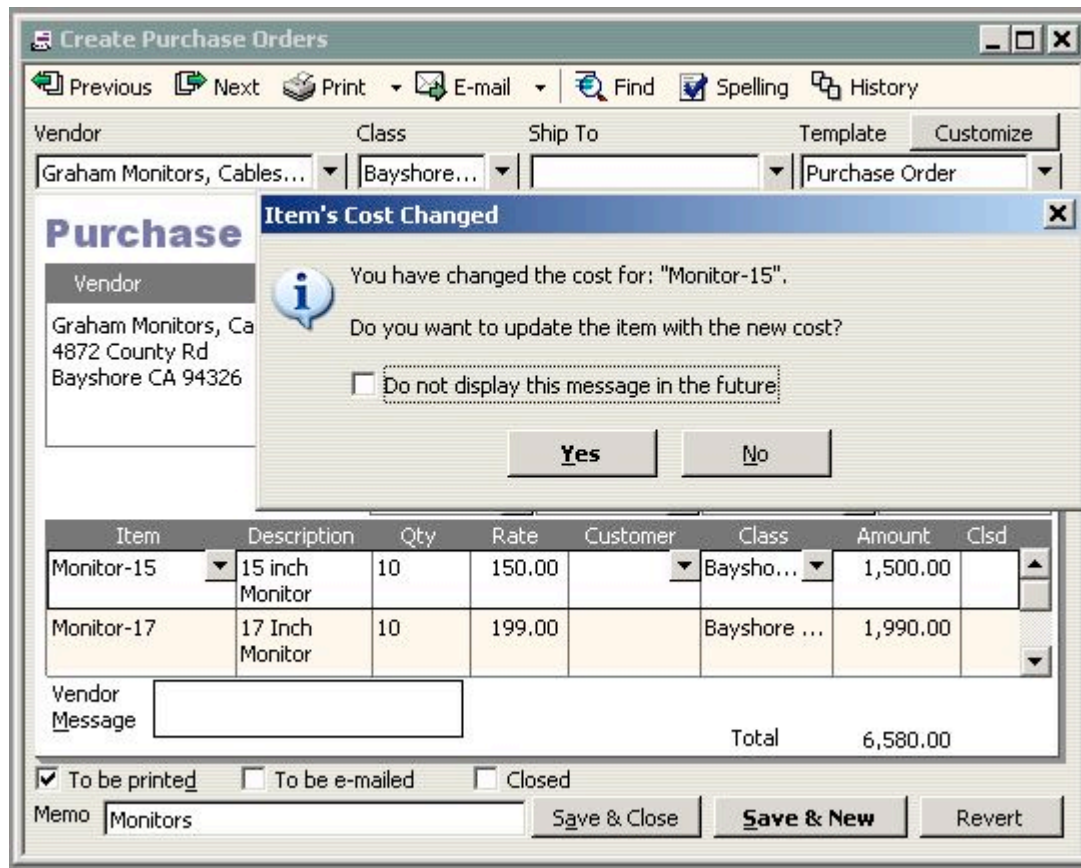 Create Purchase Orders
Previous Next Print E-mail Find Spelling History
Vendor Class Ship To Template Customize
Graham Monitors, Cables... Bayshore... Purchase Order
Item's Cost Changed
Purchase
You have changed the cost for: "Monitor-15".
Vendor
Do you want to update the item with the new cost?
Graham Monitors, Ca
4872 County Rd
Bayshore CA 94326
Do not display this message in the future
Yes No
Item Description Qty Rate Customer Class Amount Clsd
Monitor-15 15 inch 10 150.00 Baysho... 1,500.00
Monitor
Monitor-17 17 Inch 10 199.00 Bayshore ... 1,990.00
Monitor
Vendor
Message
Total 6,580.00
To be printed To be e-mailed Closed
Memo Monitors Save & Close Save & New Revert